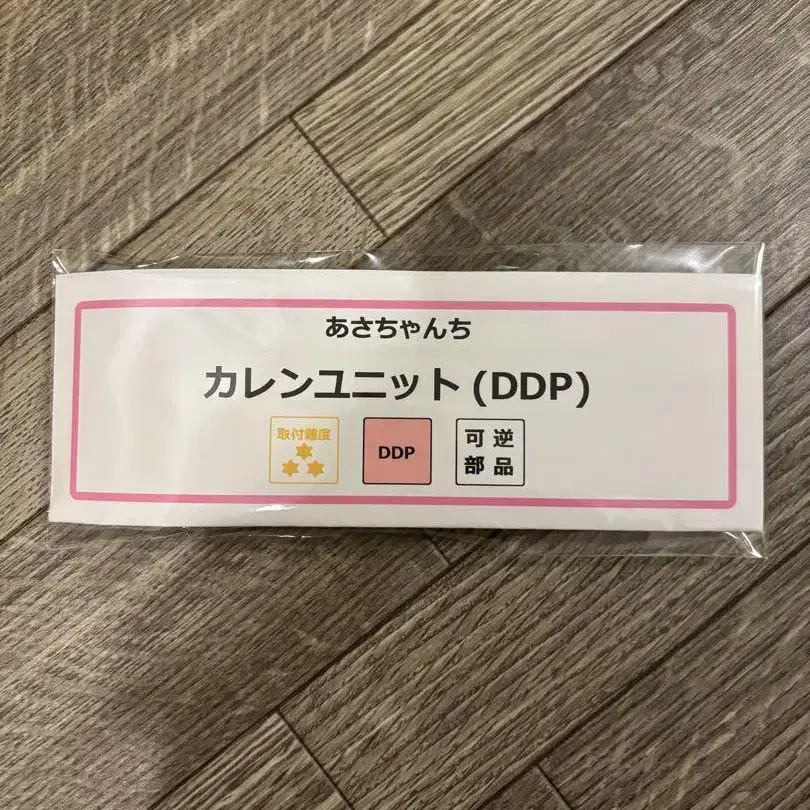 あさちゃんち
カレンユニット(DDP)
取付難度
DDP
可逆
部品